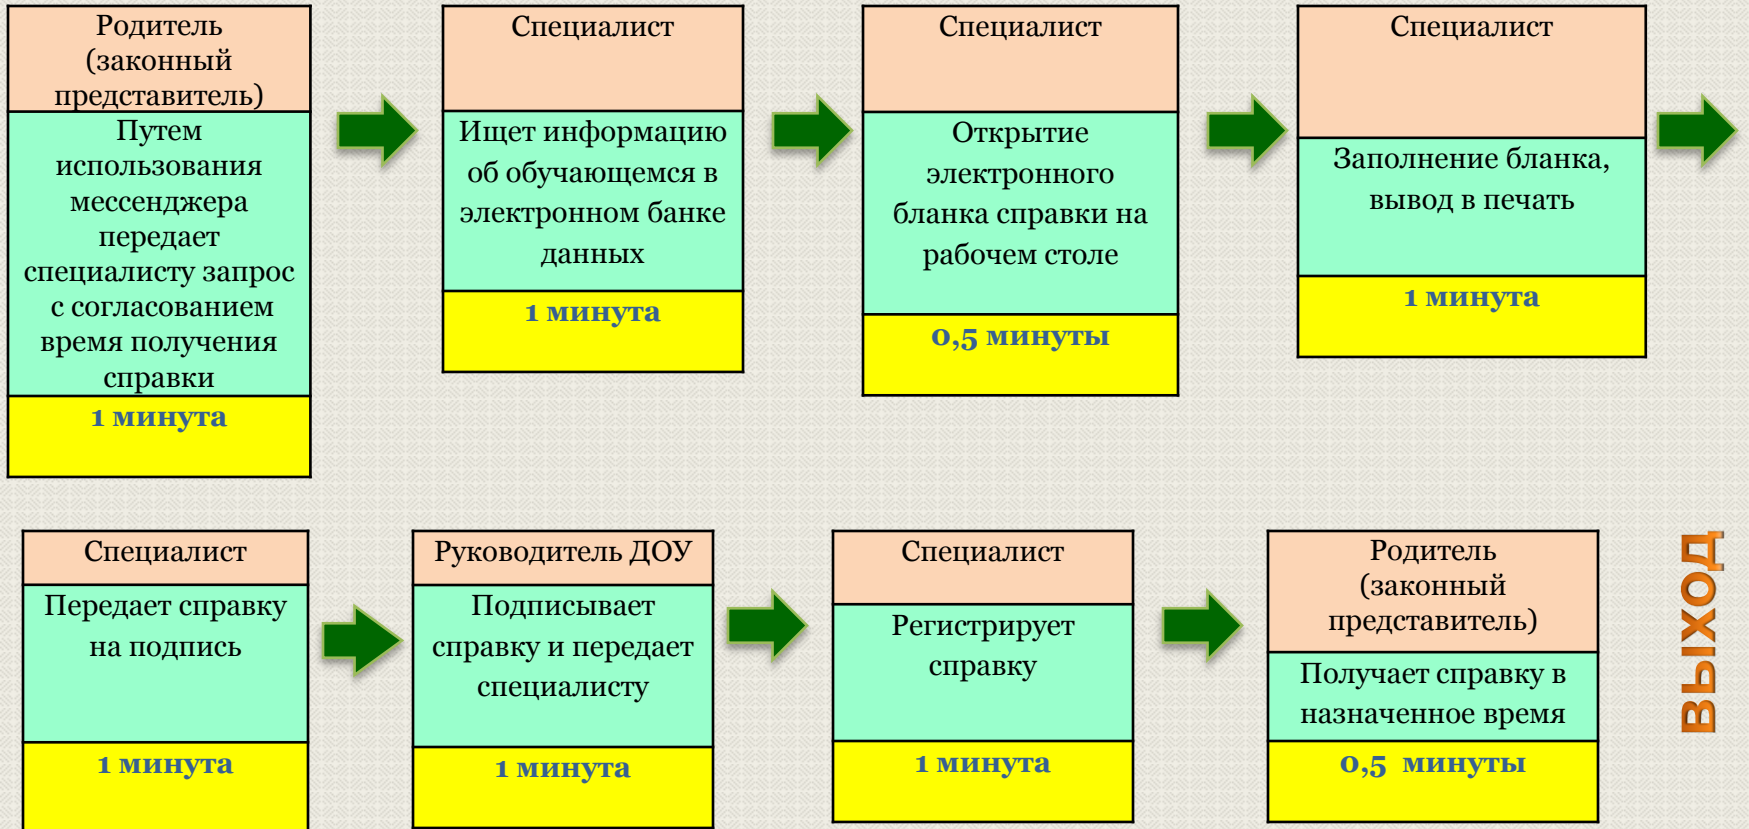 Родитель
(законный
представитель)
Путем
использования
мессенджера
передает
специалисту запрос
с согласованием
время получения
справки
1 минута
Специалист
Ищет информацию
об обучающемся в
электронном банке
данных
1 минута
Специалист
Открытие
электронного
бланка справки на
рабочем столе
0,5 минуты
Специалист
Заполнение бланка,
вывод в печать
1 минута
Специалист
Передает справку
на подпись
1 минута
Руководитель ДОУ
Подписывает
справку и передает
специалисту
1 минута
Специалист
Регистрирует
справку
1 минута
Родитель
(законный
представитель)
Получает справку в
назначенное время
0,5 минуты
ВЫХОД